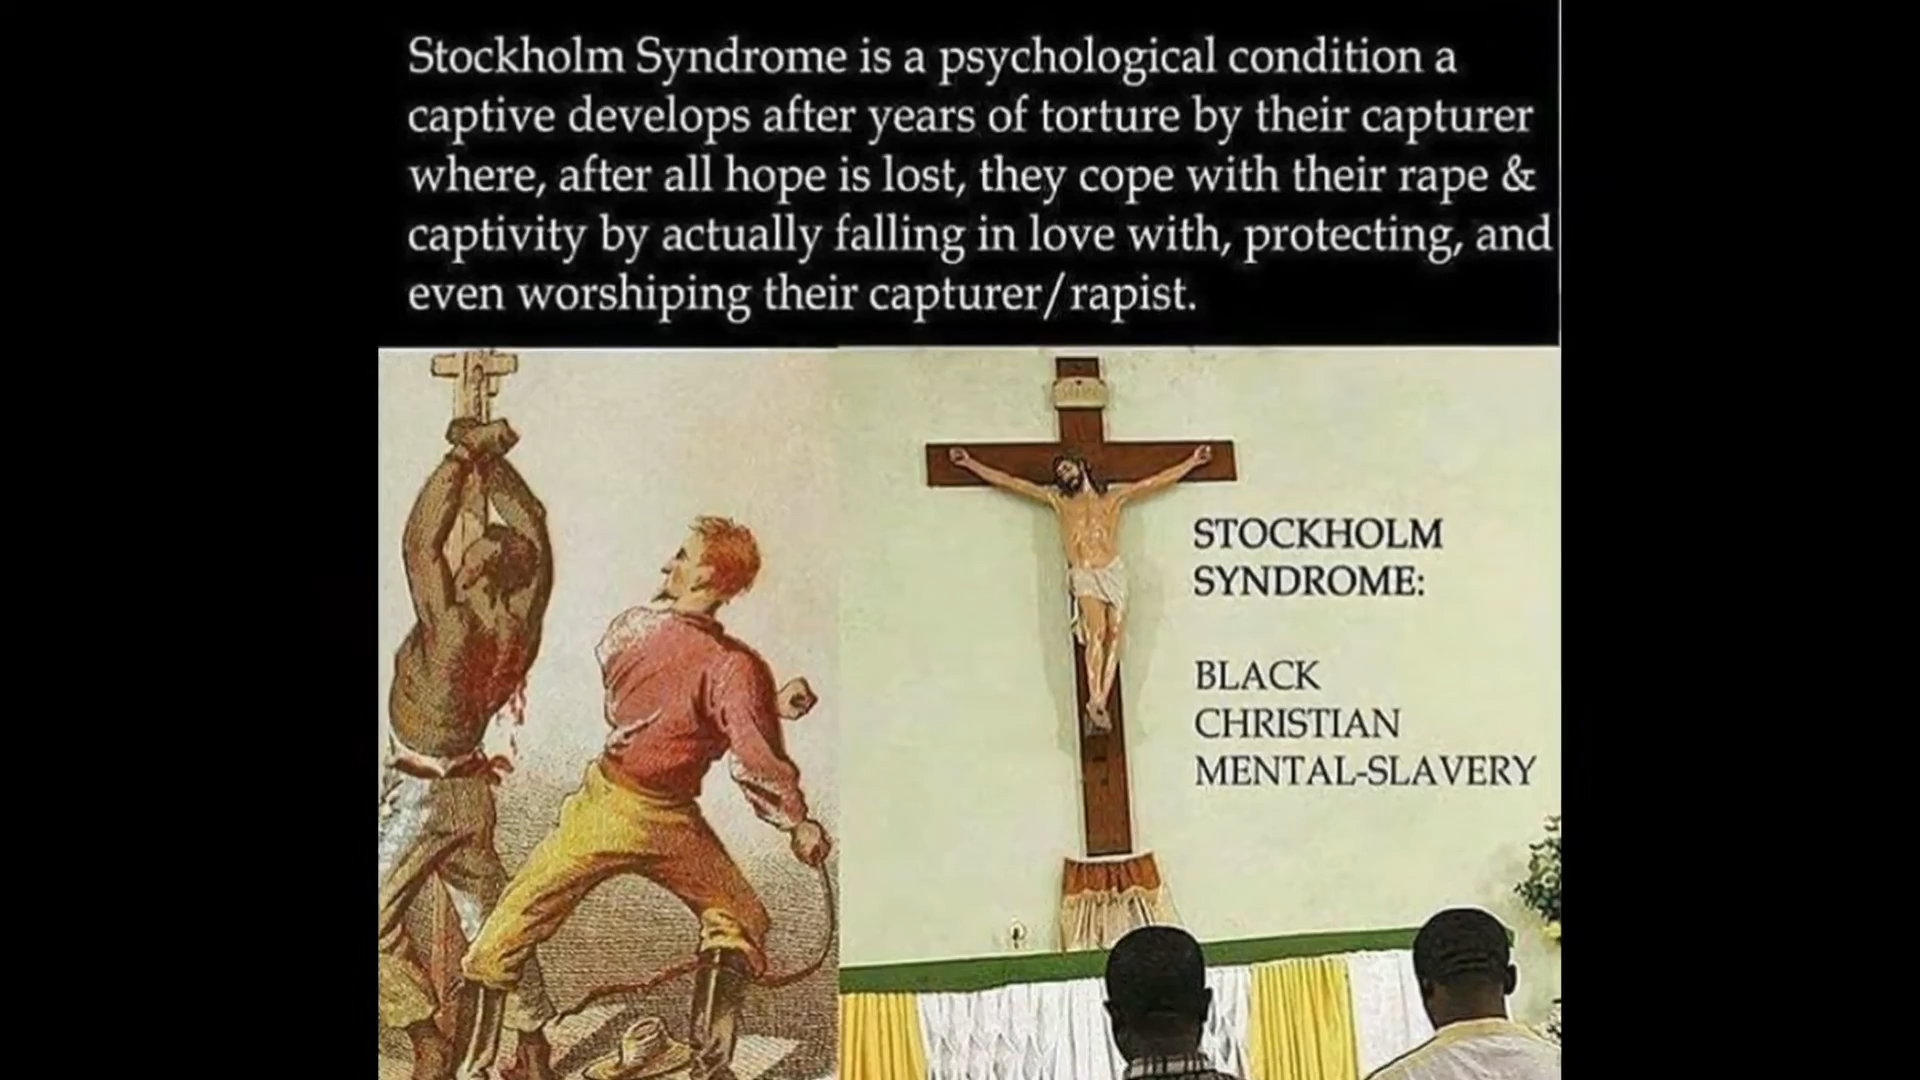 Stockholm Syndrome is a psychological condition a
captive develops after years of torture by their capturer
where, after all hope is lost, they cope with their rape &
captivity by actually falling in love with, protecting, and
even worshiping their capturer/rapist.
STOCKHOLM
SYNDROME:
BLACK
CHRISTIAN
MENTAL-SLAVERY